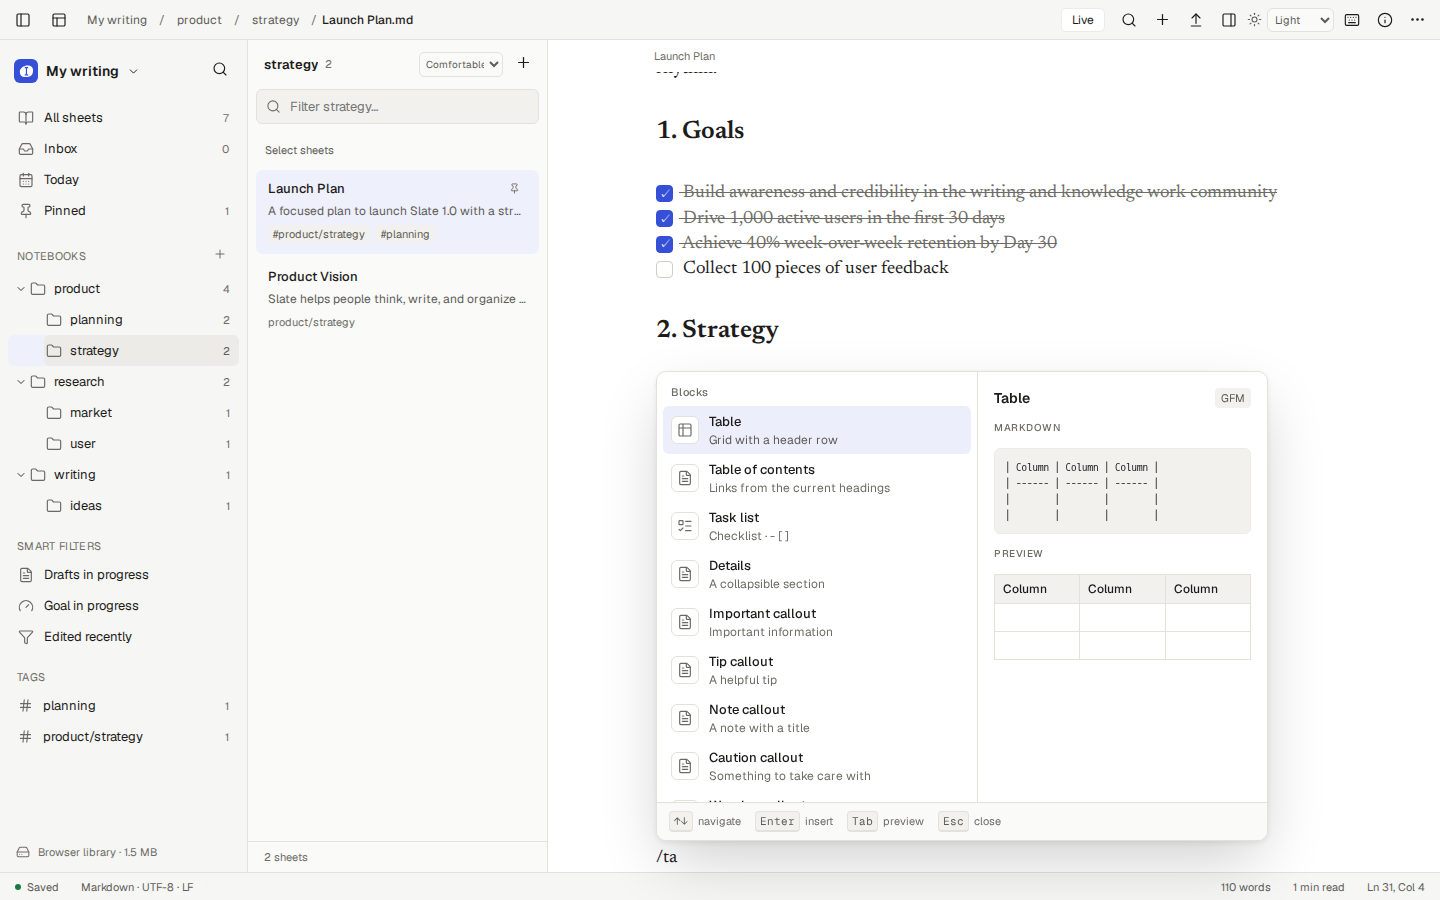 My writing / product / strategy / Launch Plan.md
Live
Light
My writing
All sheets 7
Inbox 0
Today
Pinned 1
NOTEBOOKS
product 4
planning 2
strategy 2
research 2
market 1
user 1
writing 1
ideas 1
SMART FILTERS
Drafts in progress
Goal in progress
Edited recently
TAGS
# planning 1
# product/strategy 1
Browser library · 1.5 MB
strategy 2
Comfortable
Filter strategy...
Select sheets
Launch Plan
A focused plan to launch Slate 1.0 with a str...
#product/strategy #planning
Product Vision
Slate helps people think, write, and organize ...
product/strategy
2 sheets
Launch Plan
1. Goals
Build awareness and credibility in the writing and knowledge work community
Drive 1,000 active users in the first 30 days
Achieve 40% week-over-week retention by Day 30
Collect 100 pieces of user feedback
2. Strategy
Blocks
Table
Grid with a header row
Table of contents
Links from the current headings
Task list
Checklist · - [ ]
Details
A collapsible section
Important callout
Important information
Tip callout
A helpful tip
Note callout
A note with a title
Caution callout
Something to take care with
Table GFM
MARKDOWN
| Column | Column | Column |
| ------ | ------ | ------ |
|        |        |        |
|        |        |        |
PREVIEW
Column Column Column
↑↓ navigate Enter insert Tab preview Esc close
/ta
Saved Markdown · UTF-8 · LF
110 words 1 min read Ln 31, Col 4